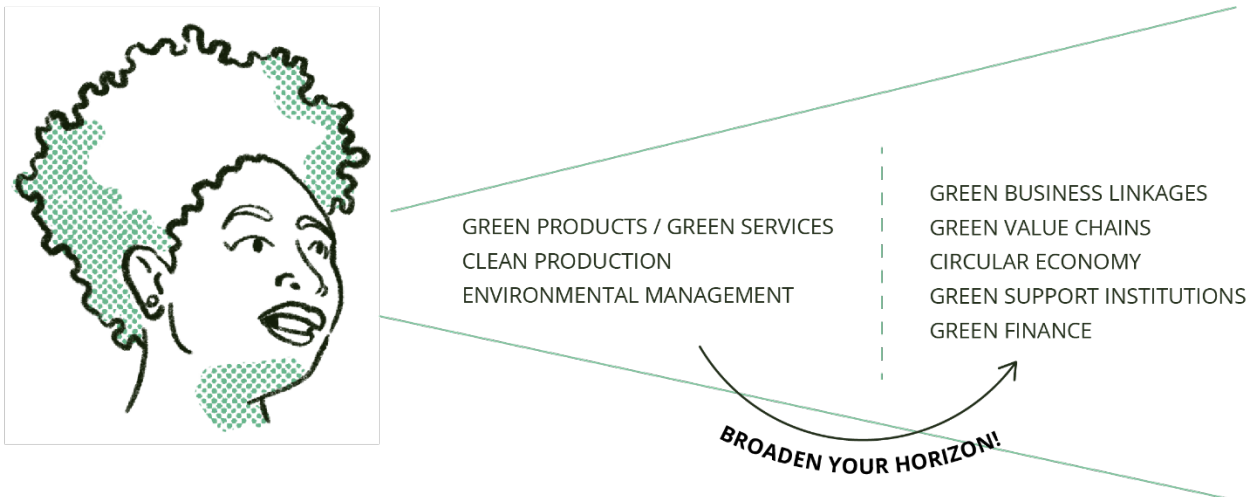 GREEN PRODUCTS / GREEN SERVICES
CLEAN PRODUCTION
ENVIRONMENTAL MANAGEMENT
GREEN BUSINESS LINKAGES
GREEN VALUE CHAINS
CIRCULAR ECONOMY
GREEN SUPPORT INSTITUTIONS
GREEN FINANCE
BROADEN YOUR HORIZON!